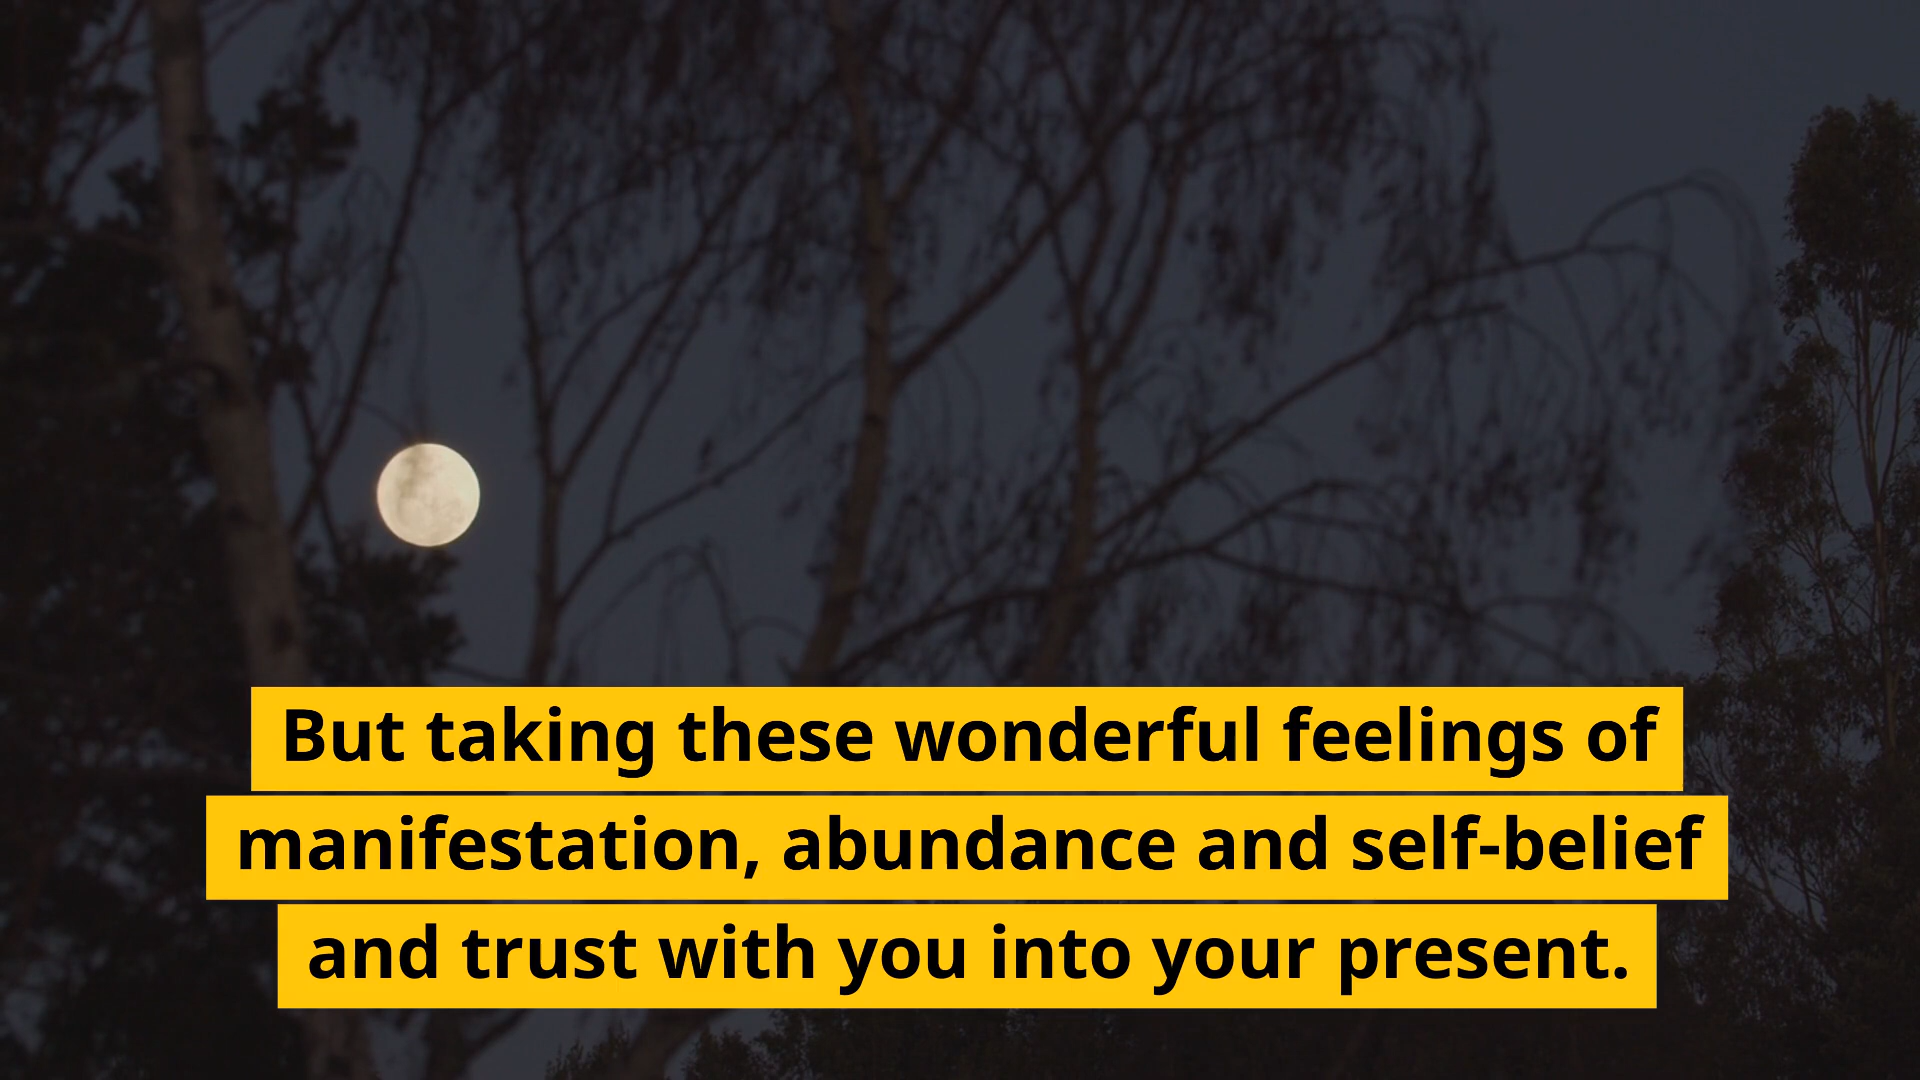 But taking these wonderful feelings of
manifestation, abundance and self-belief
and trust with you into your present.